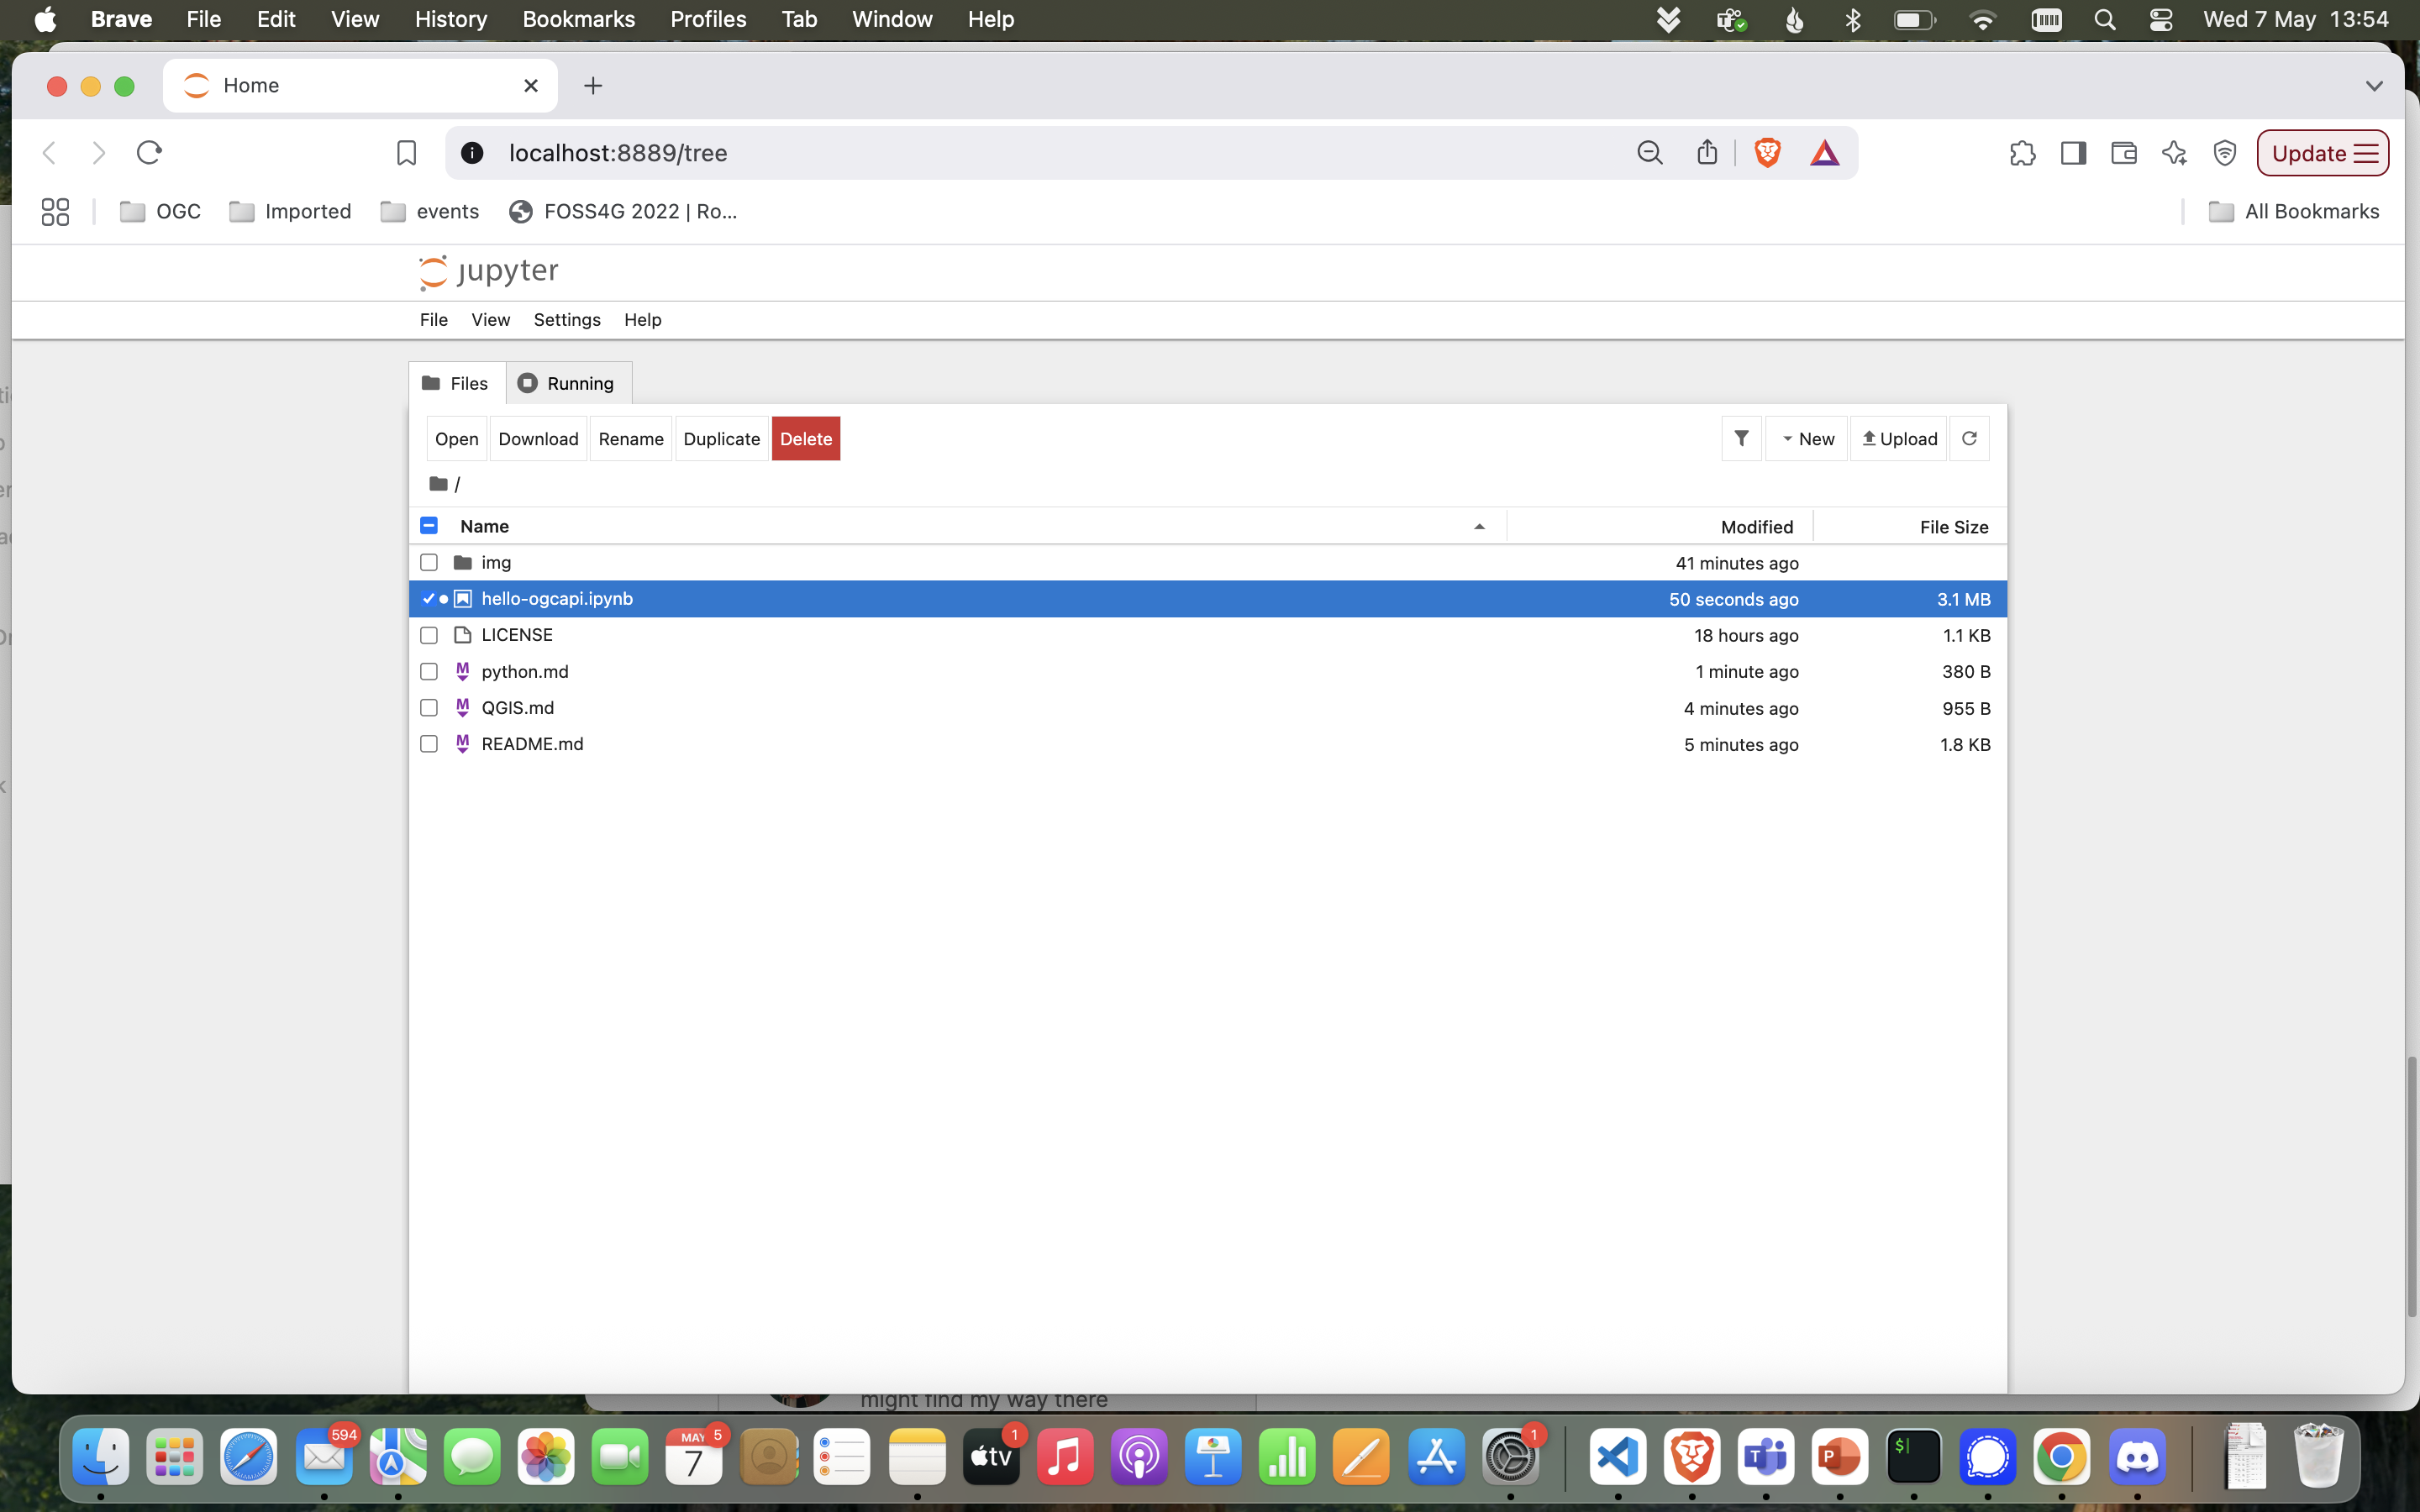 Brave File Edit View History Bookmarks Profiles Tab Window Help Wed 7 May 13:54
Home
localhost:8889/tree
Update
OGC Imported events FOSS4G 2022 | Ro... All Bookmarks
jupyter
File View Settings Help
Files Running
Open Download Rename Duplicate Delete New Upload
/
Name Modified File Size
img 41 minutes ago
hello-ogcapi.ipynb 50 seconds ago 3.1 MB
LICENSE 18 hours ago 1.1 KB
M python.md 1 minute ago 380 B
M QGIS.md 4 minutes ago 955 B
M README.md 5 minutes ago 1.8 KB
might find my way there
594 MAY 7 5 tv 1 1 T P $